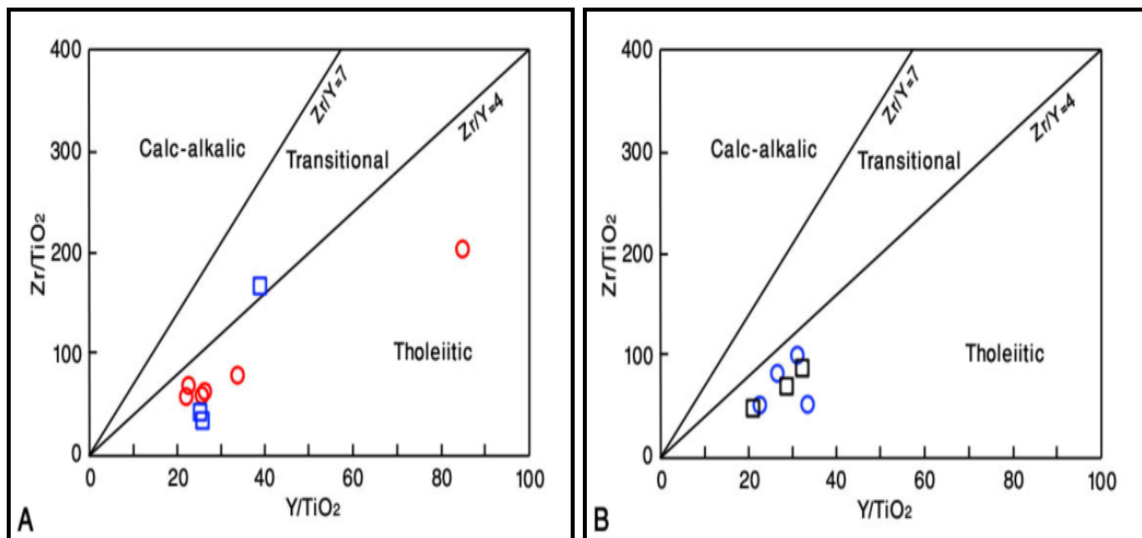 400
300
200
100
0
Zr/TiO2
Calc-alkalic
Transitional
Tholeiitic
Zr/Y=7
Zr/Y=4
0 20 40 60 80 100
Y/TiO2
A
400
300
200
100
0
Zr/TiO2
Calc-alkalic
Transitional
Tholeiitic
Zr/Y=7
Zr/Y=4
0 20 40 60 80 100
Y/TiO2
B